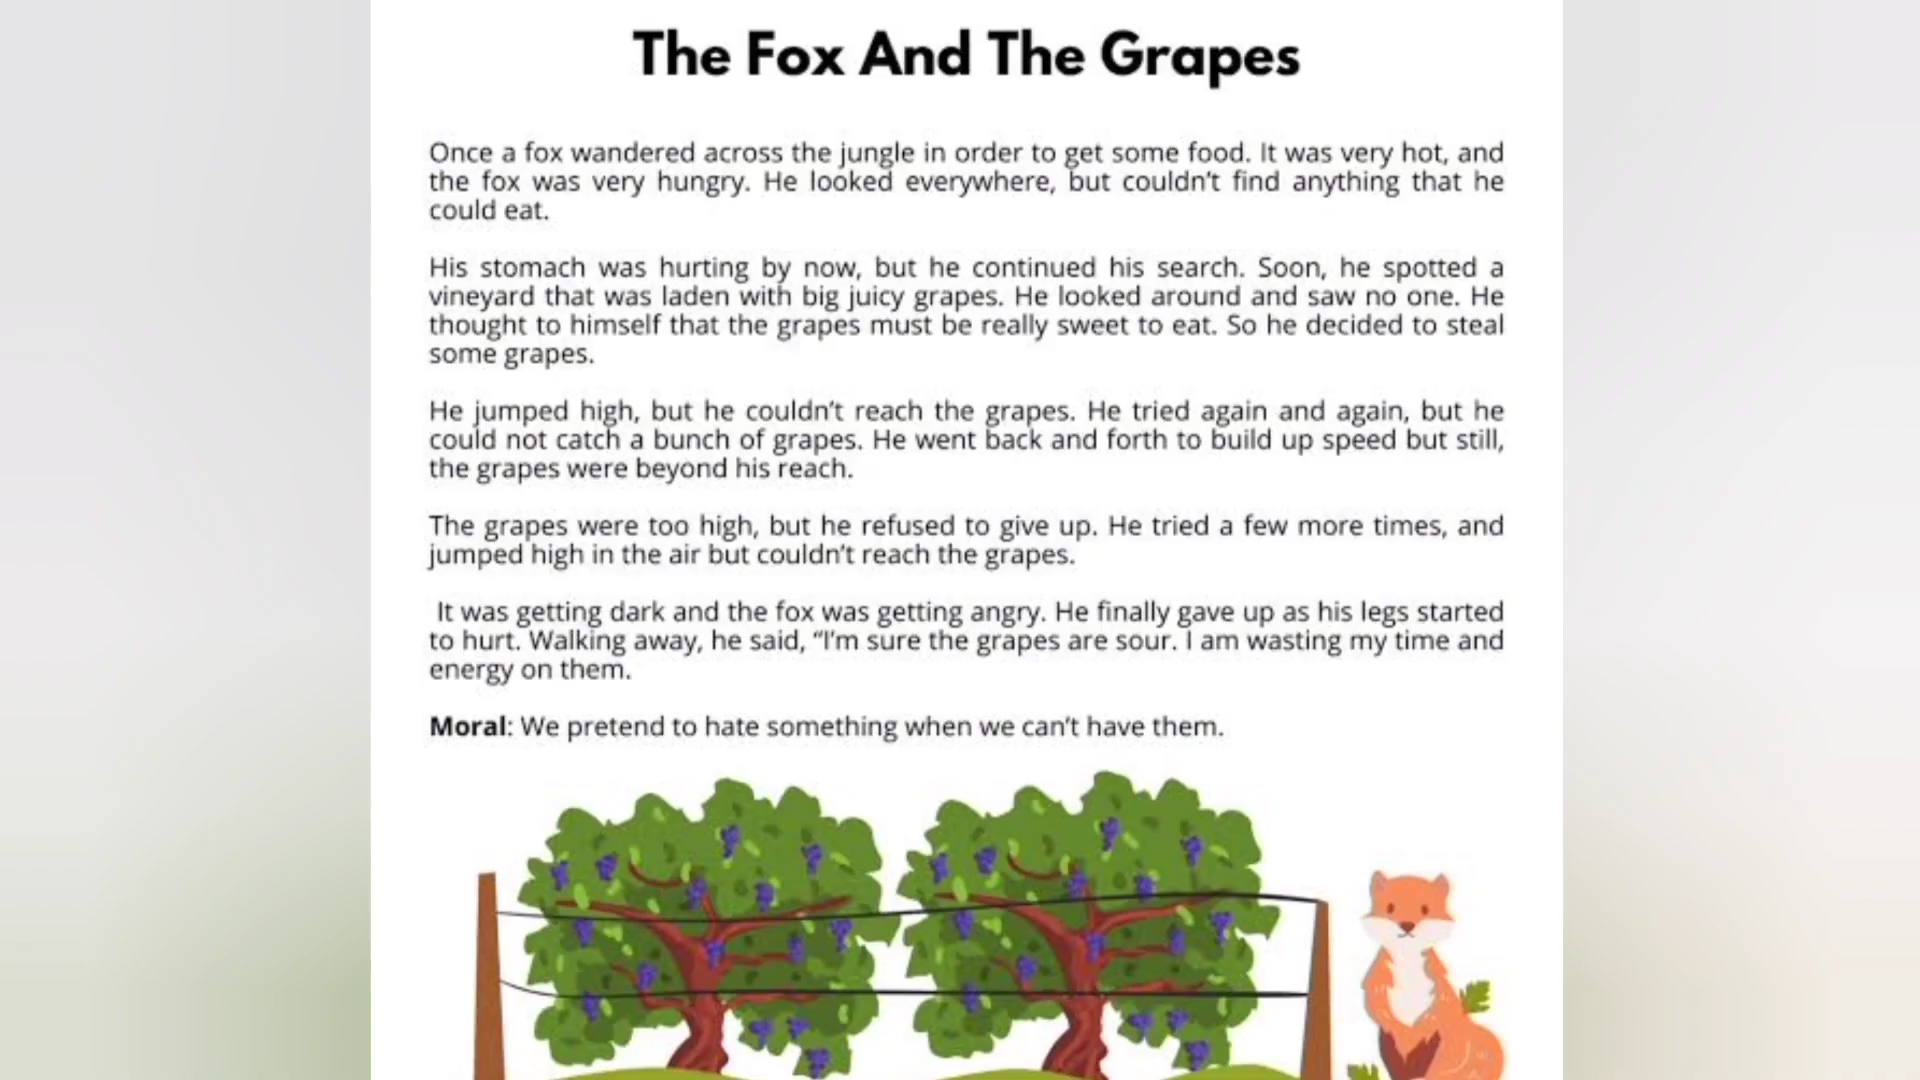 The Fox And The Grapes
Once a fox wandered across the jungle in order to get some food. It was very hot, and
the fox was very hungry. He looked everywhere, but couldn’t find anything that he
could eat.
His stomach was hurting by now, but he continued his search. Soon, he spotted a
vineyard that was laden with big juicy grapes. He looked around and saw no one. He
thought to himself that the grapes must be really sweet to eat. So he decided to steal
some grapes.
He jumped high, but he couldn’t reach the grapes. He tried again and again, but he
could not catch a bunch of grapes. He went back and forth to build up speed but still,
the grapes were beyond his reach.
The grapes were too high, but he refused to give up. He tried a few more times, and
jumped high in the air but couldn’t reach the grapes.
It was getting dark and the fox was getting angry. He finally gave up as his legs started
to hurt. Walking away, he said, “I’m sure the grapes are sour. I am wasting my time and
energy on them.
Moral: We pretend to hate something when we can’t have them.